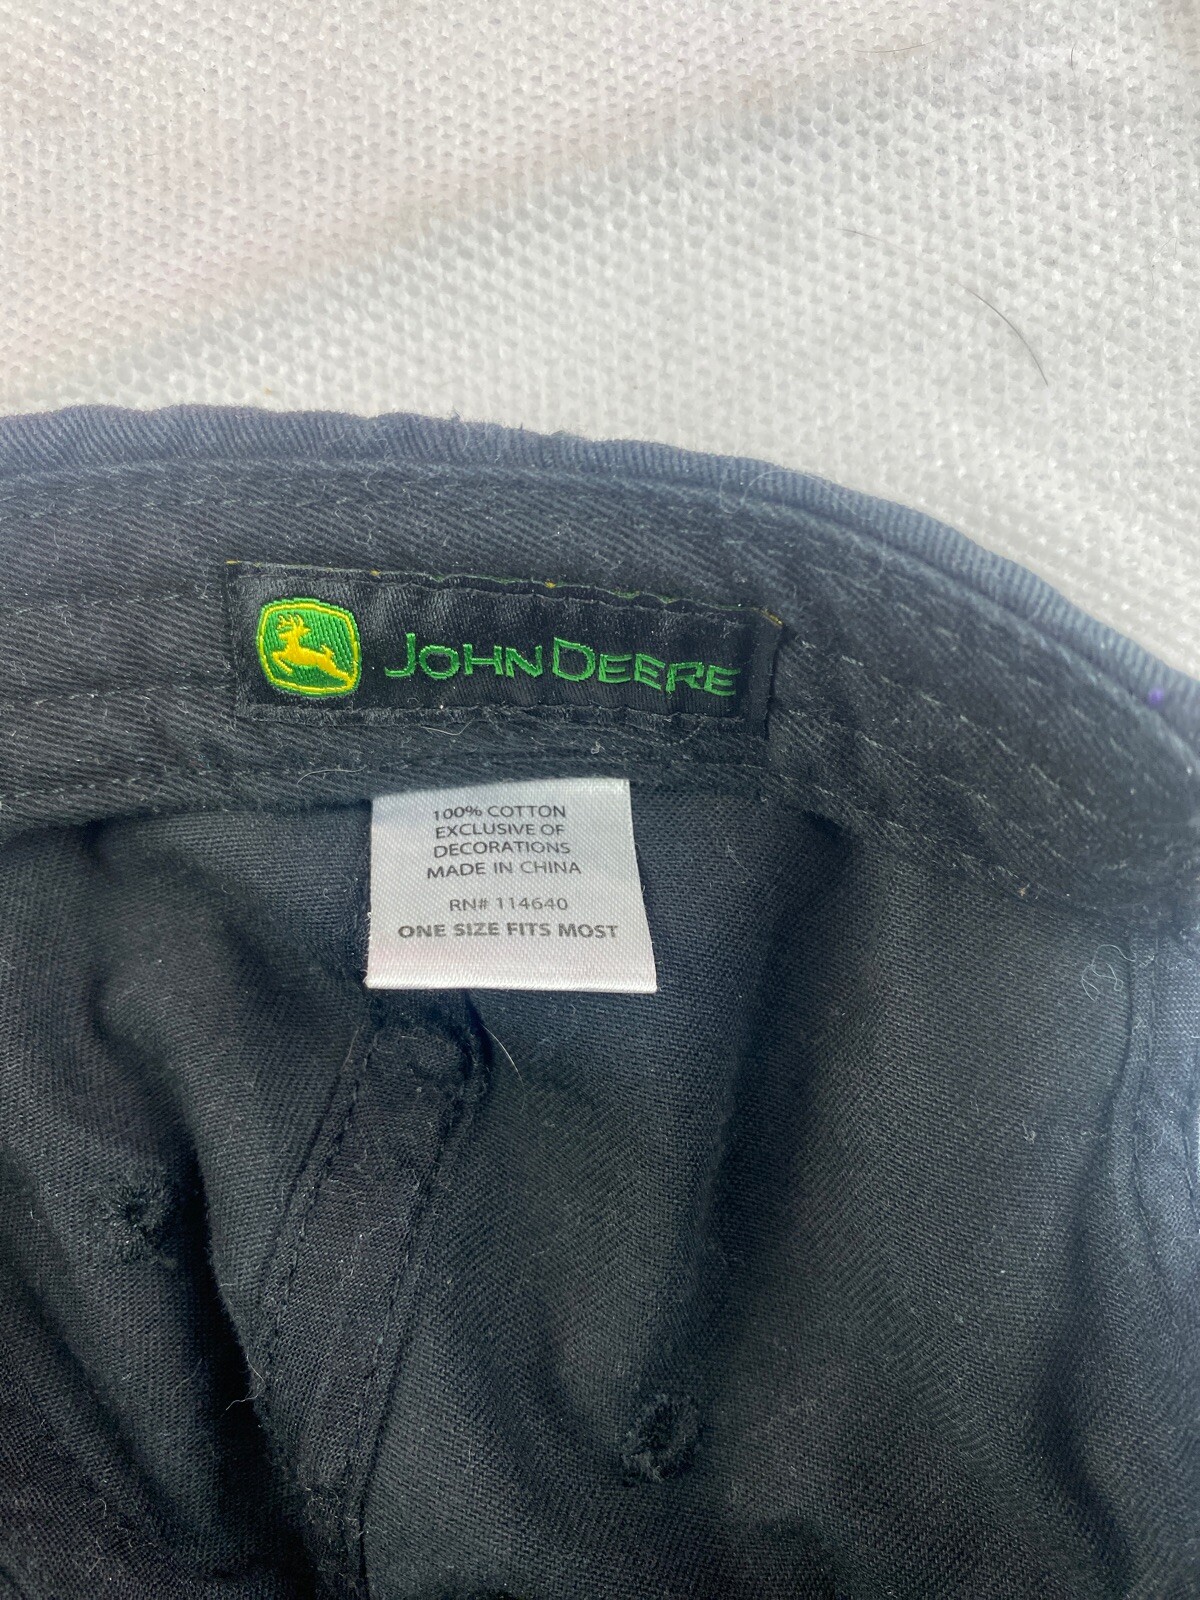 JOHN DEERE
100% COTTON
EXCLUSIVE OF
DECORATIONS
MADE IN CHINA
RN# 114640
ONE SIZE FITS MOST